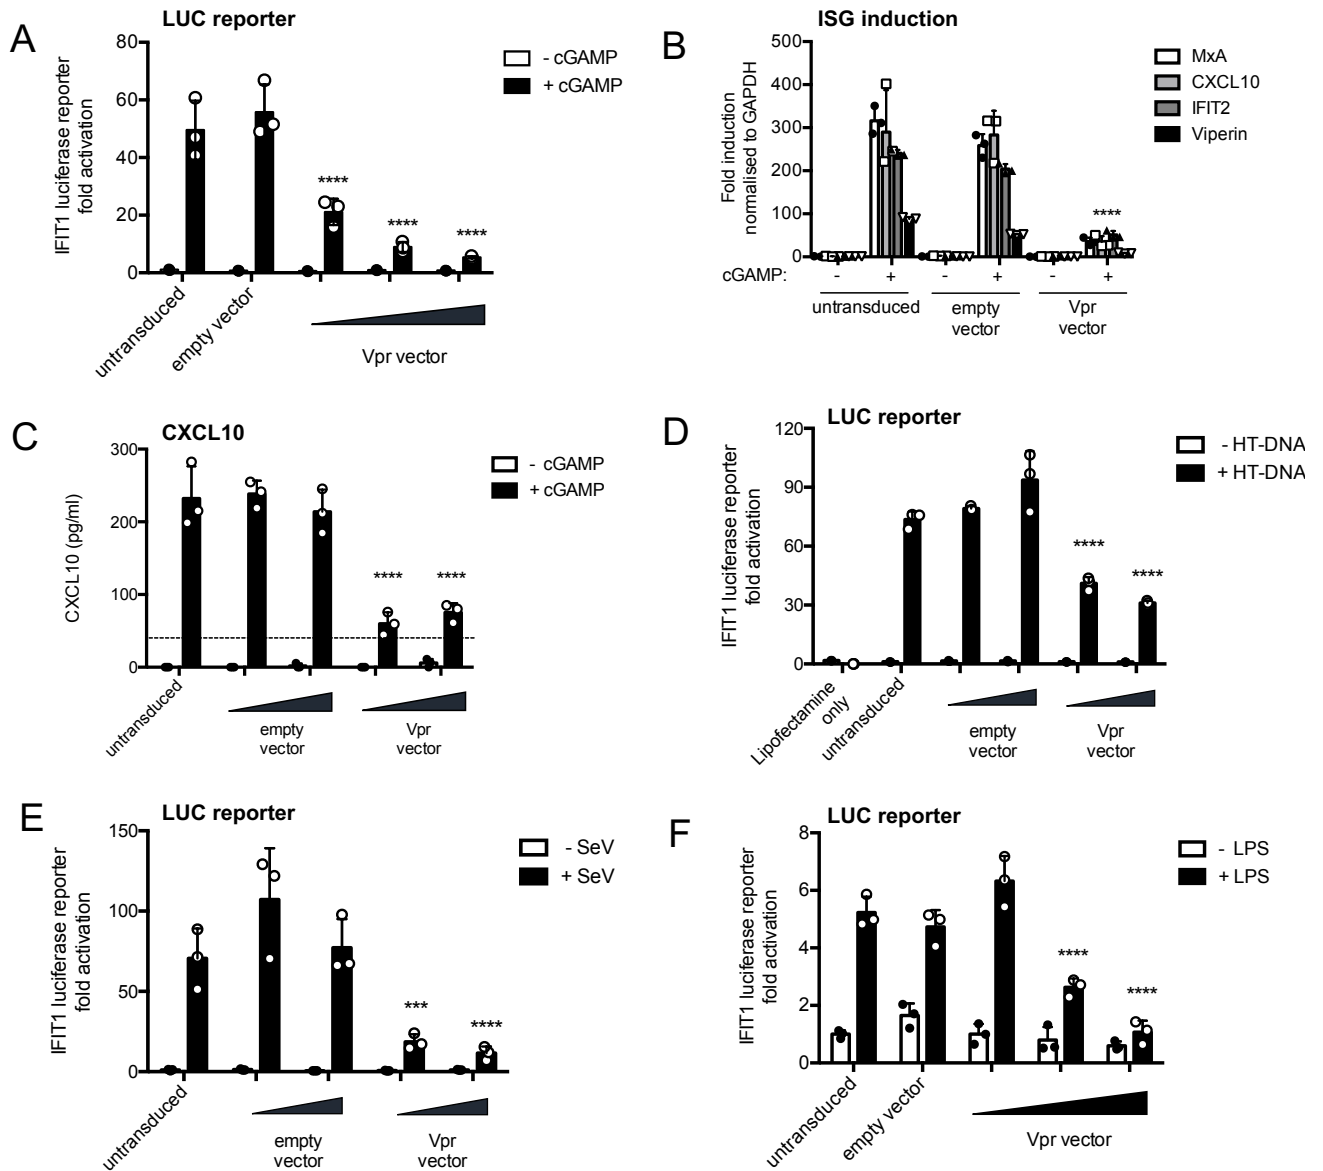 A
LUC reporter
IFIT1 luciferase reporter
fold activation
80
60
40
20
0
****
****
****
- cGAMP
+ cGAMP
untransduced
empty vector
Vpr vector
B
ISG induction
Fold induction
normalised to GAPDH
500
400
300
200
100
0
****
MxA
CXCL10
IFIT2
Viperin
cGAMP:
-
+
-
+
-
+
untransduced
empty
vector
Vpr
vector
C
CXCL10
CXCL10 (pg/ml)
300
200
100
0
****
****
- cGAMP
+ cGAMP
untransduced
empty
vector
Vpr
vector
D
LUC reporter
IFIT1 luciferase reporter
fold activation
120
90
60
30
0
****
****
- HT-DNA
+ HT-DNA
Lipofectamine
only
untransduced
empty
vector
Vpr
vector
E
LUC reporter
IFIT1 luciferase reporter
fold activation
150
100
50
0
***
****
- SeV
+ SeV
untransduced
empty
vector
Vpr
vector
F
LUC reporter
IFIT1 luciferase reporter
fold activation
8
6
4
2
0
****
****
- LPS
+ LPS
untransduced
empty vector
Vpr vector